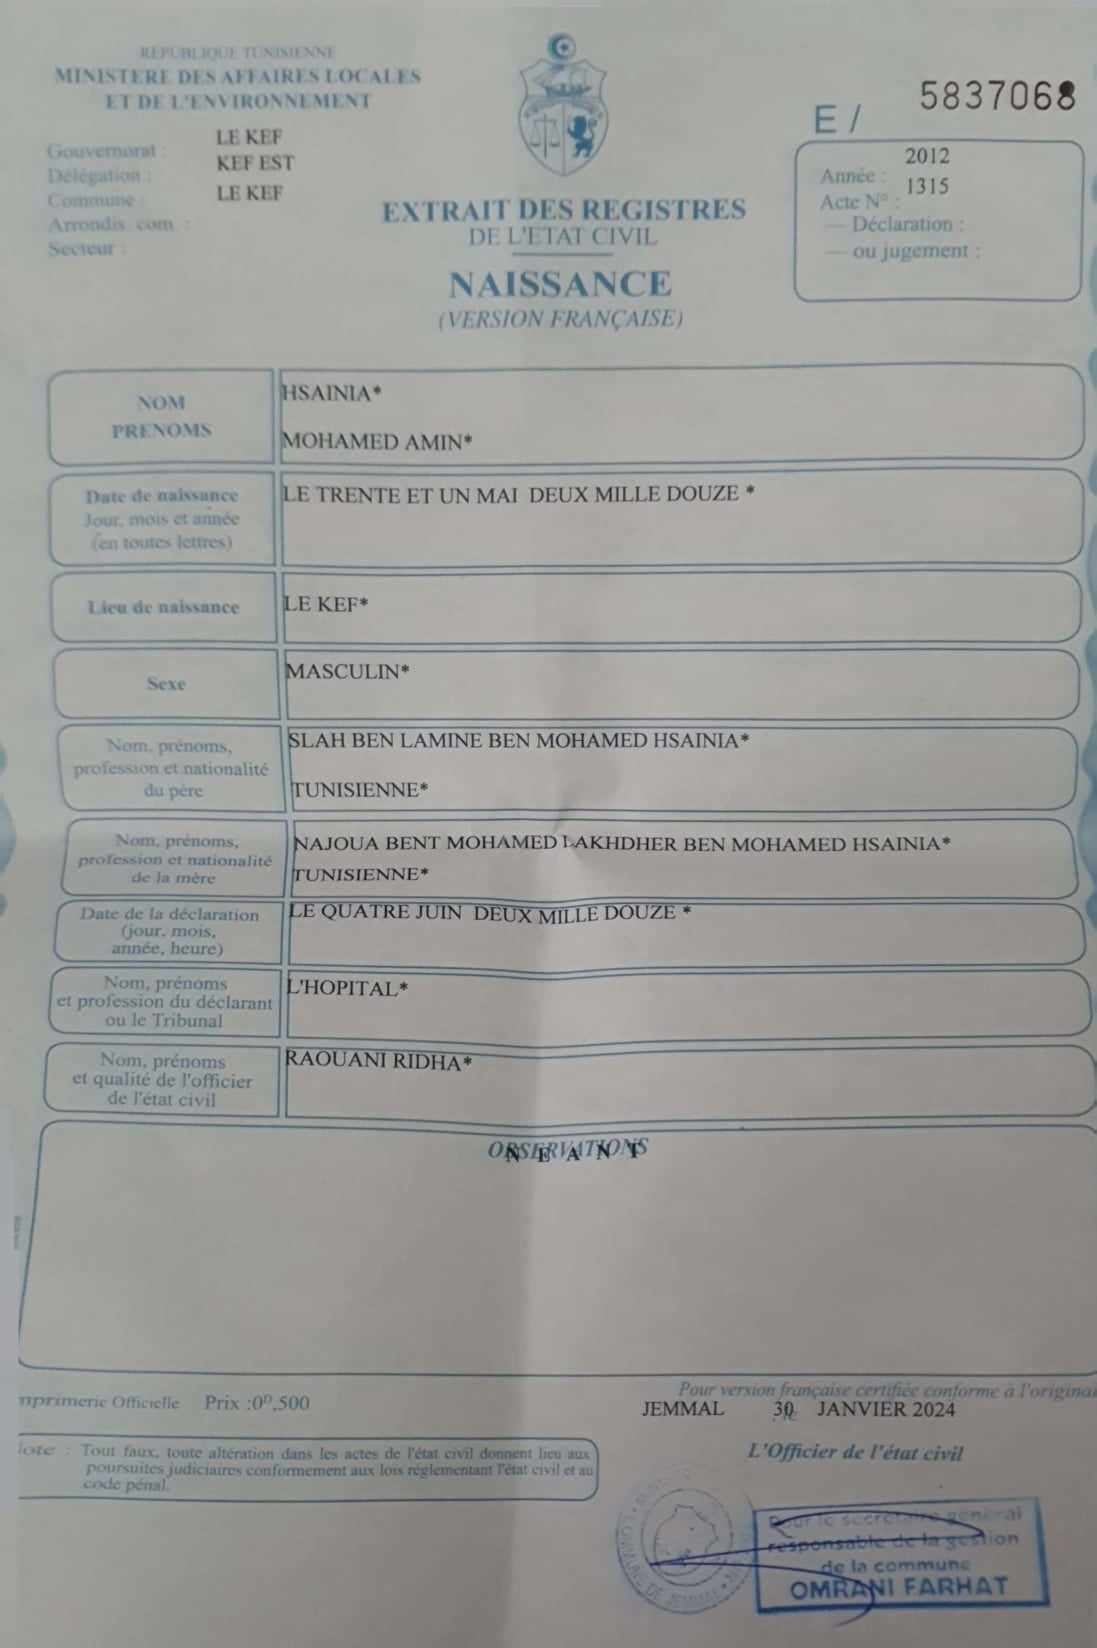 REPUBLIQUE TUNISIENNE
MINISTERE DES AFFAIRES LOCALES
ET DE L'ENVIRONNEMENT
Gouvernorat : LE KEF
Délégation : KEF EST
Commune : LE KEF
Arrondis. com. :
Secteur :
E / 5837068
Année : 2012
Acte N° : 1315
— Déclaration :
— ou jugement :
EXTRAIT DES REGISTRES
DE L'ETAT CIVIL
NAISSANCE
(VERSION FRANÇAISE)
NOM HSAINIA*
PRENOMS MOHAMED AMIN*
Date de naissance LE TRENTE ET UN MAI DEUX MILLE DOUZE *
Jour, mois et année
(en toutes lettres)
Lieu de naissance LE KEF*
Sexe MASCULIN*
Nom, prénoms, SLAH BEN LAMINE BEN MOHAMED HSAINIA*
profession et nationalité
du père TUNISIENNE*
Nom, prénoms, NAJOUA BENT MOHAMED LAKHDHER BEN MOHAMED HSAINIA*
profession et nationalité
de la mère TUNISIENNE*
Date de la déclaration LE QUATRE JUIN DEUX MILLE DOUZE *
(jour, mois,
année, heure)
Nom, prénoms L'HOPITAL*
et profession du déclarant
ou le Tribunal
Nom, prénoms RAOUANI RIDHA*
et qualité de l'officier
de l'état civil
OBSERVATIONS
N E A N T
mprimerie Officielle Prix :0ᴰ,500
Pour version française certifiée conforme à l'original
JEMMAL 30 JANVIER 2024
L'Officier de l'état civil
Note : Tout faux, toute altération dans les actes de l'état civil donnent lieu aux
poursuites judiciaires conformement aux lois réglementant l'état civil et au
code pénal.
Pour le secrétaire général
responsable de la gestion
de la commune
OMRANI FARHAT